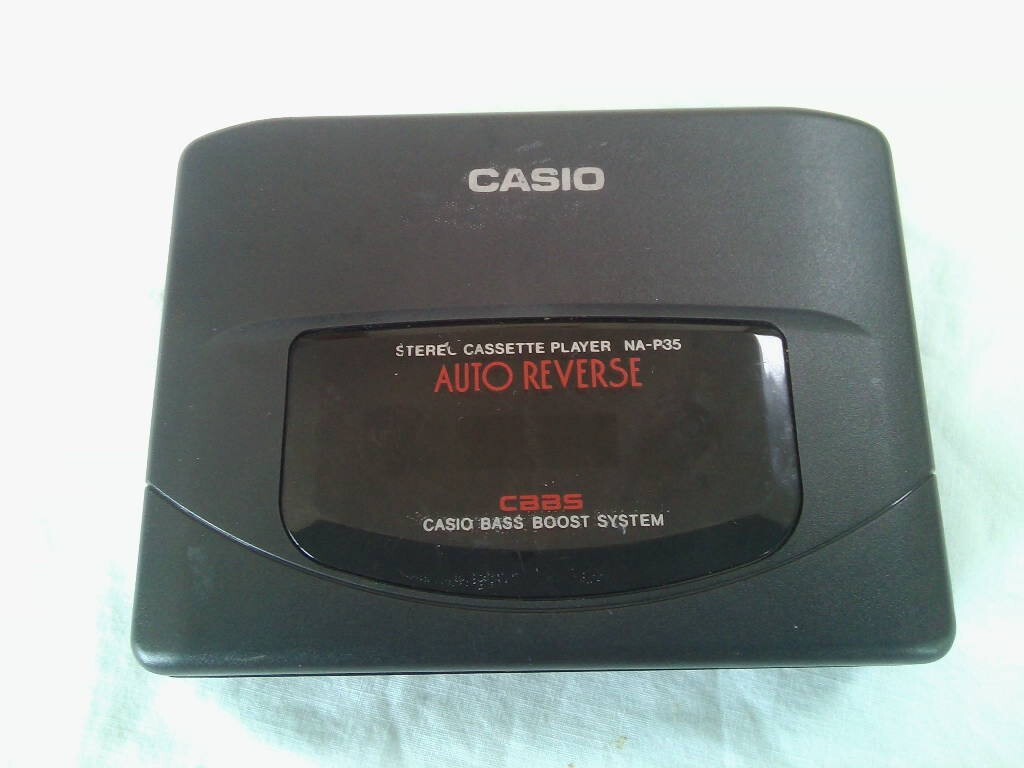 CASIO
STEREO CASSETTE PLAYER NA-P35
AUTO REVERSE
CBBS
CASIO BASS BOOST SYSTEM